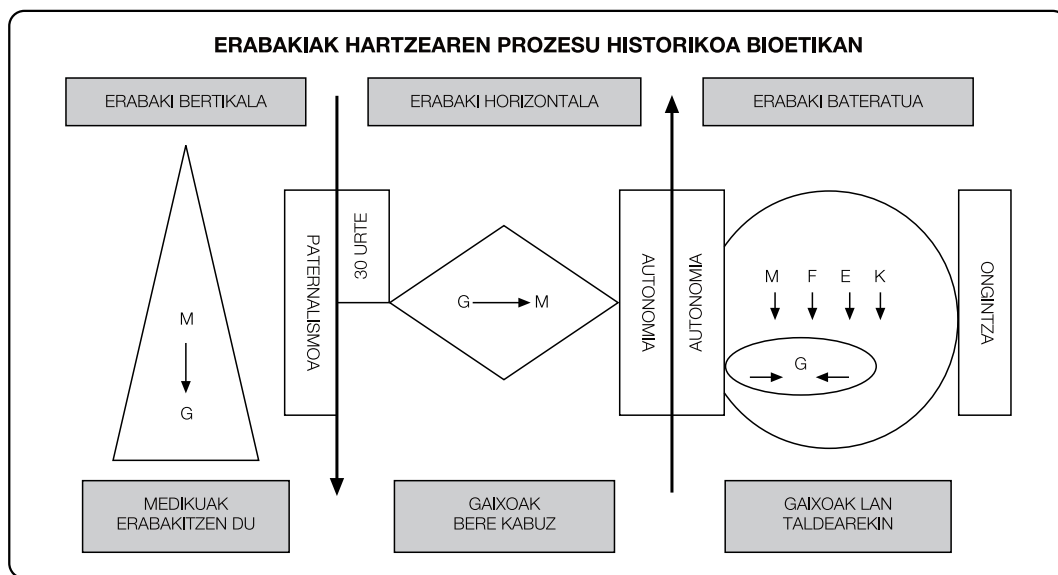 ERABAKIAK HARTZEAREN PROZESU HISTORIKOA BIOETIKAN
ERABAKI BERTIKALA
ERABAKI HORIZONTALA
ERABAKI BATERATUA
M
G
PATERNALISMOA
30 URTE
G
M
AUTONOMIA
AUTONOMIA
M F E K
G
ONGINTZA
MEDIKUAK
ERABAKITZEN DU
GAIXOAK
BERE KABUZ
GAIXOAK LAN
TALDEAREKIN